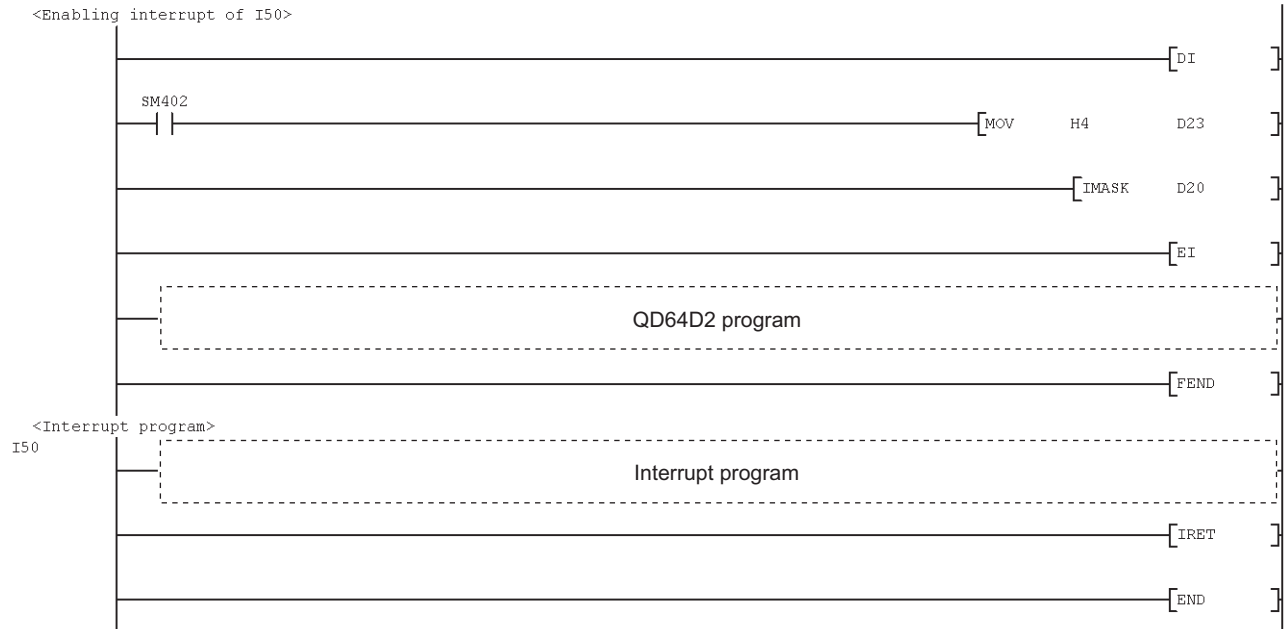 <Enabling interrupt of I50>
DI
SM402
MOV H4 D23
IMASK D20
EI
QD64D2 program
FEND
<Interrupt program>
I50
Interrupt program
IRET
END